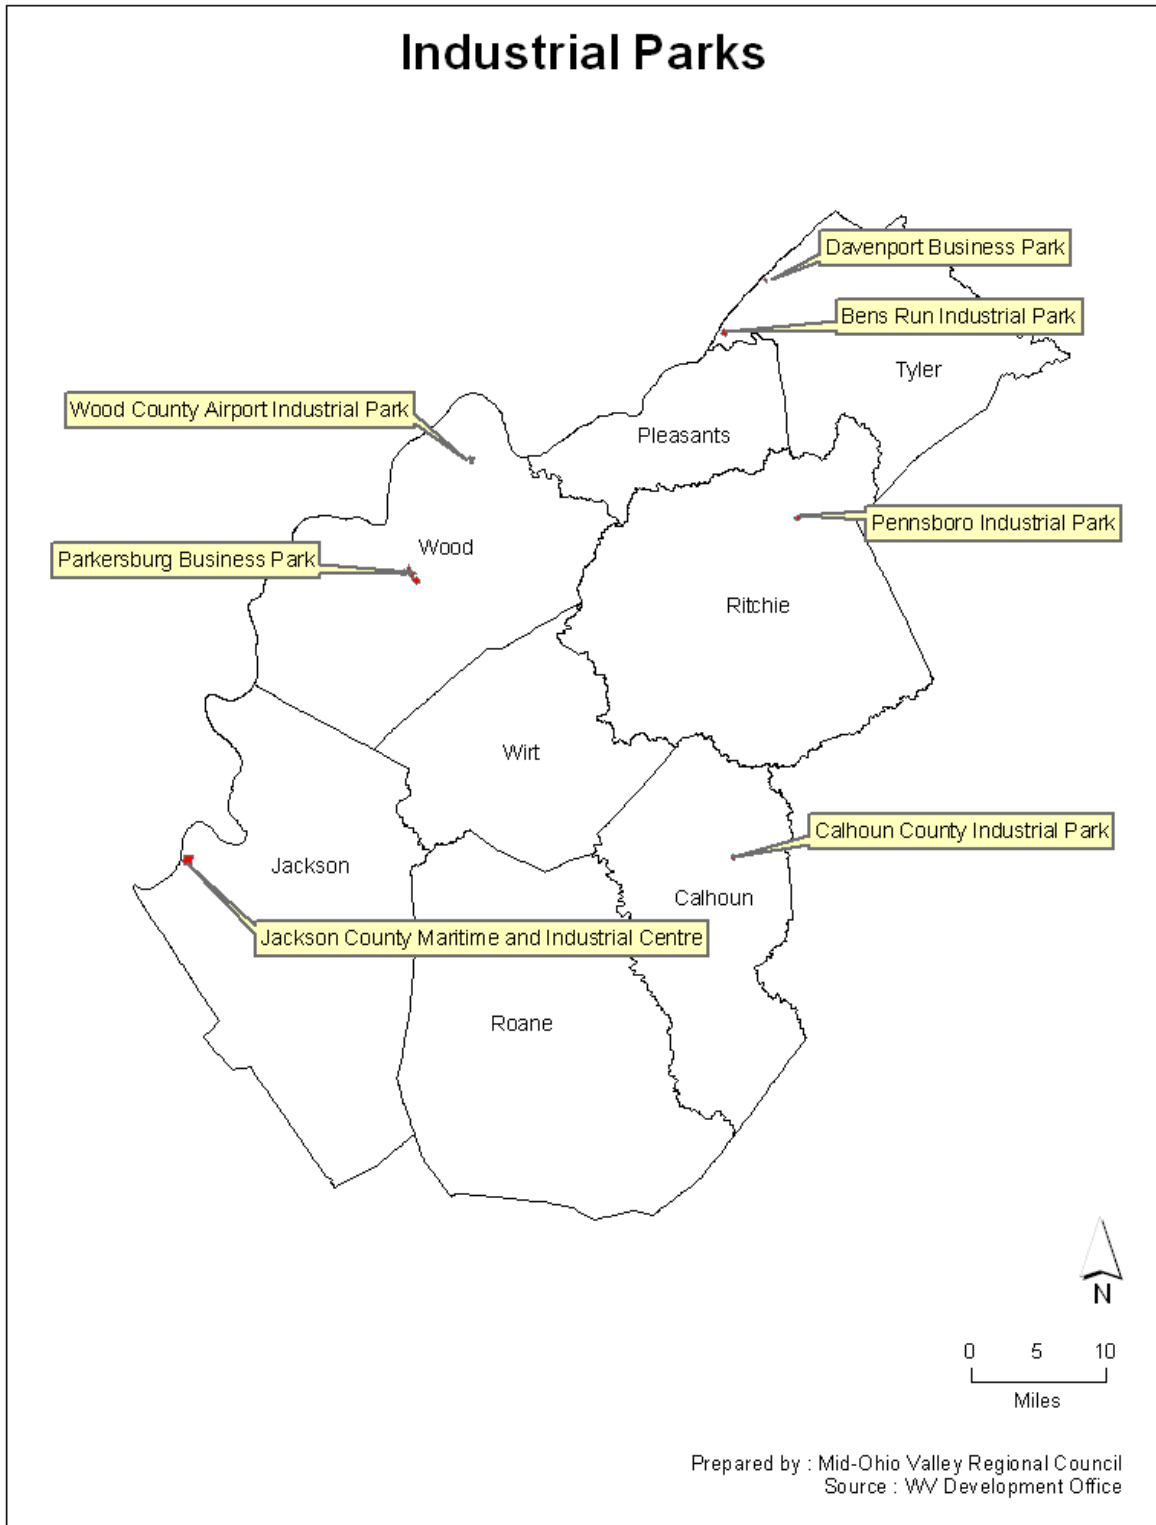 Industrial Parks
Davenport Business Park
Bens Run Industrial Park
Tyler
Wood County Airport Industrial Park
Pleasants
Pennsboro Industrial Park
Wood
Parkersburg Business Park
Ritchie
Wirt
Calhoun County Industrial Park
Jackson
Calhoun
Jackson County Maritime and Industrial Centre
Roane
N
0 5 10
Miles
Prepared by : Mid-Ohio Valley Regional Council
Source : WV Development Office